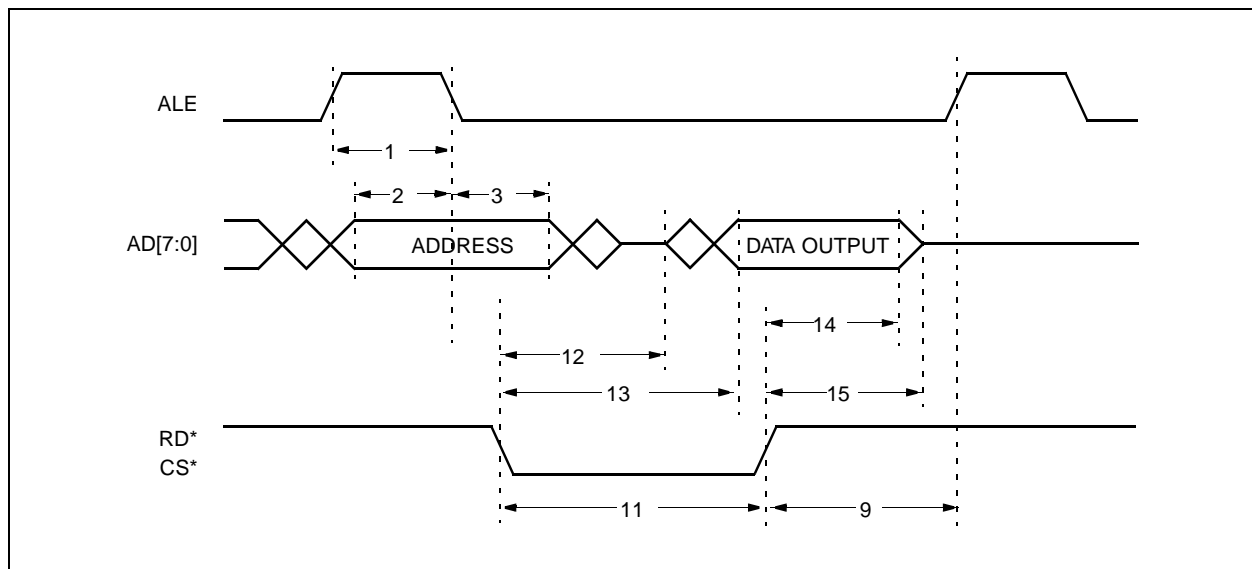 ALE
1
2
3
AD[7:0]
ADDRESS
DATA OUTPUT
14
12
13
15
RD*
CS*
11
9